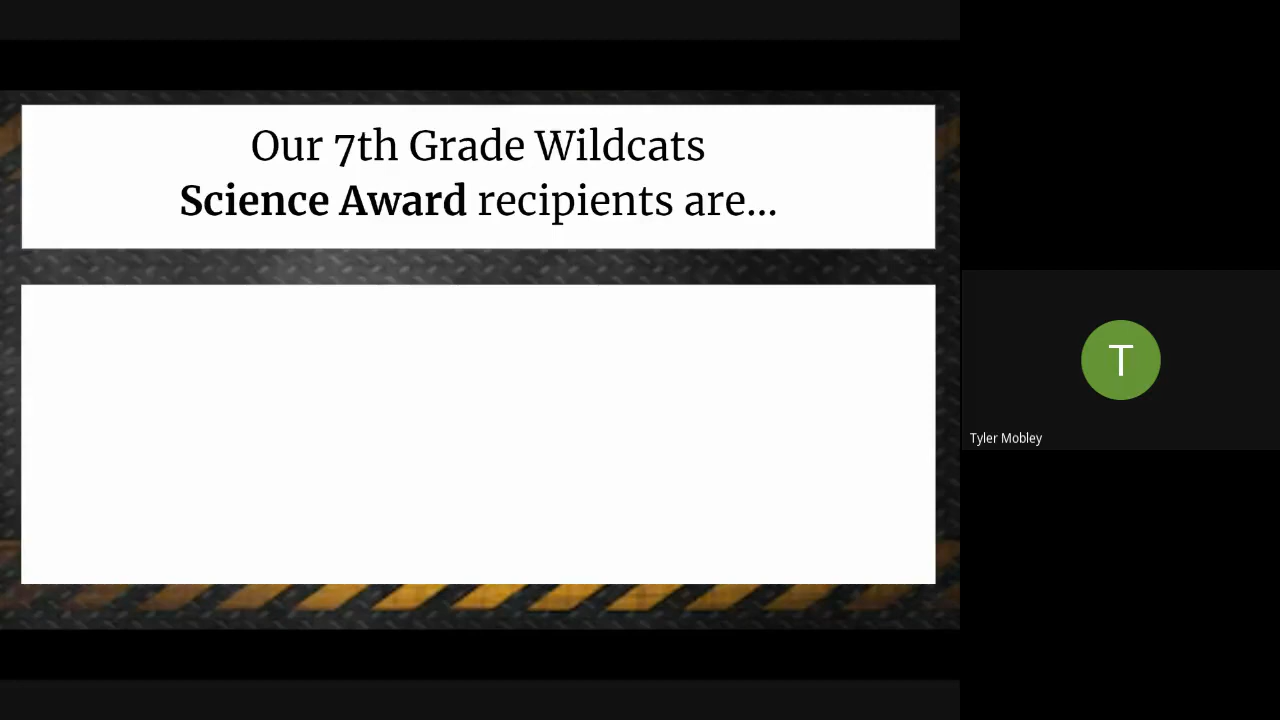 Our 7th Grade Wildcats
Science Award recipients are...
T
Tyler Mobley